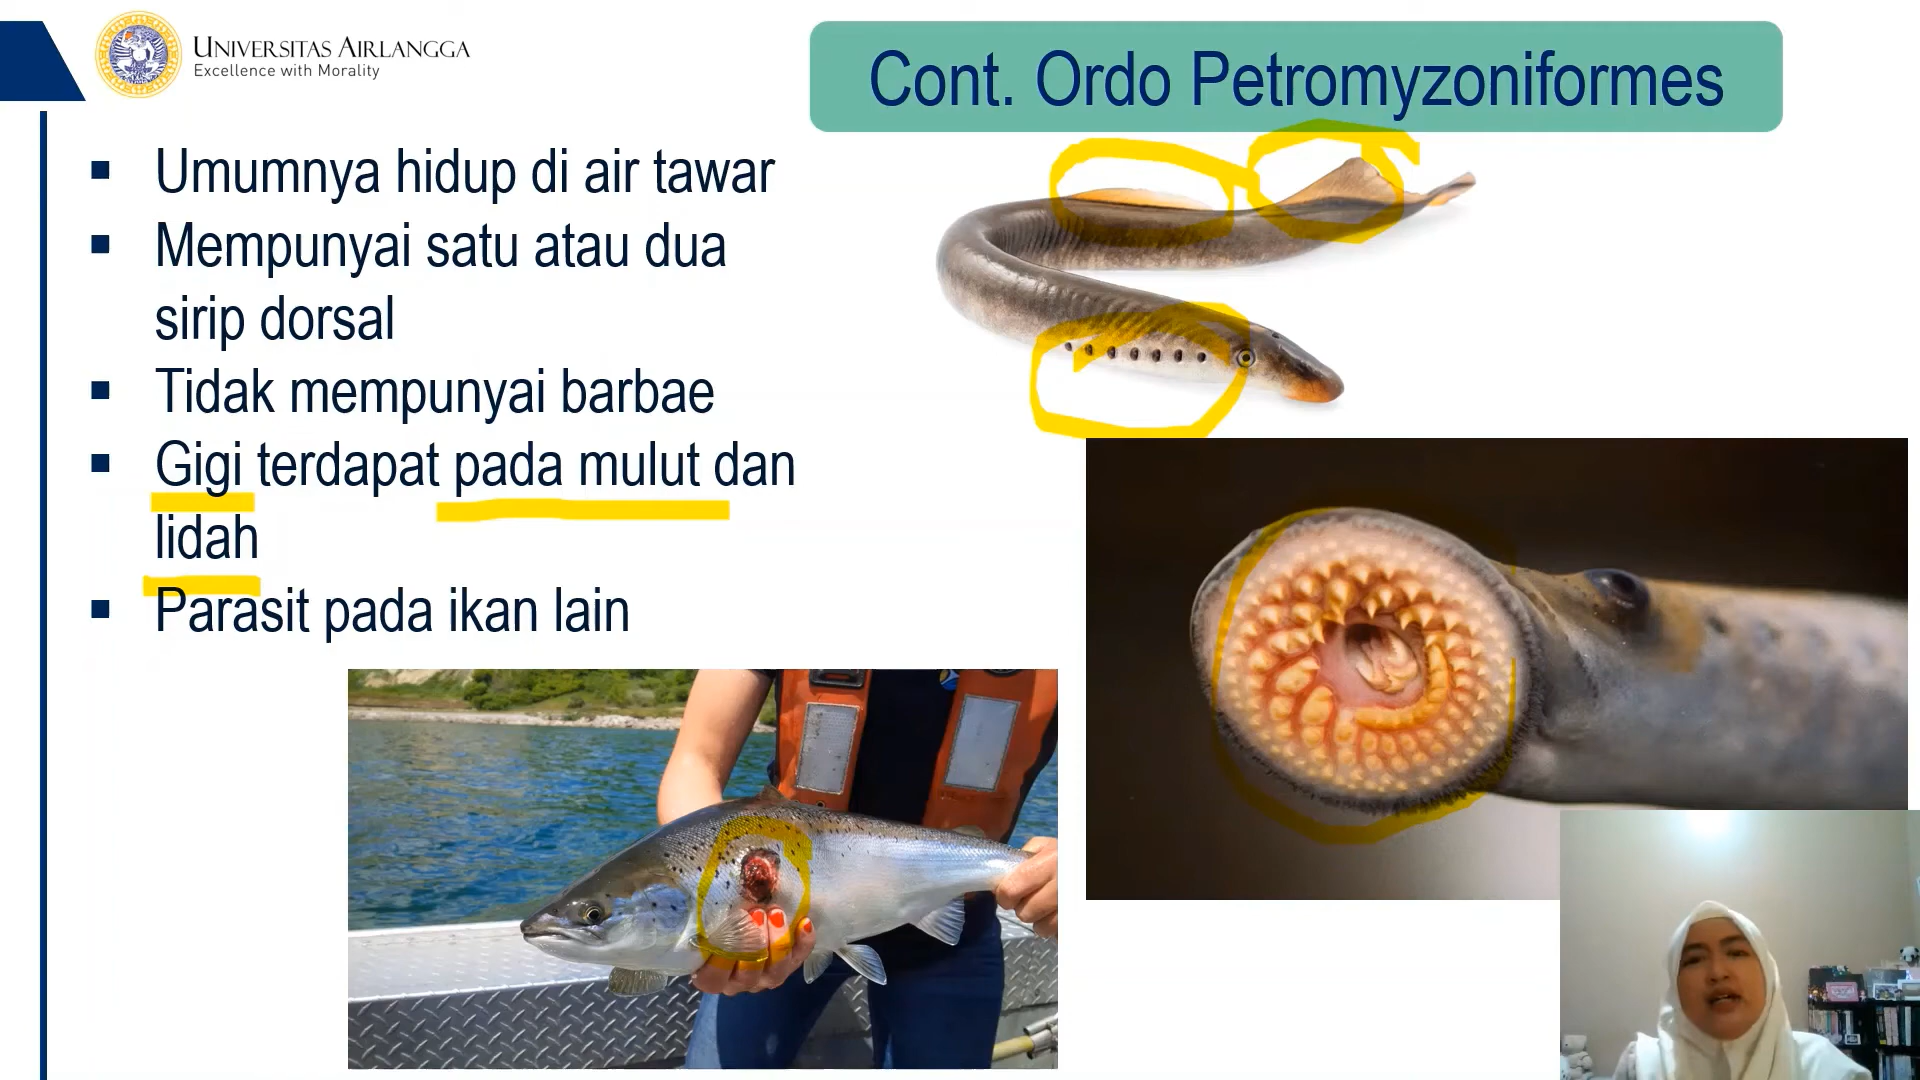 UNIVERSITAS AIRLANGGA
Excellence with Morality
Cont. Ordo Petromyzoniformes
▪ Umumnya hidup di air tawar
▪ Mempunyai satu atau dua
sirip dorsal
▪ Tidak mempunyai barbae
▪ Gigi terdapat pada mulut dan
lidah
▪ Parasit pada ikan lain